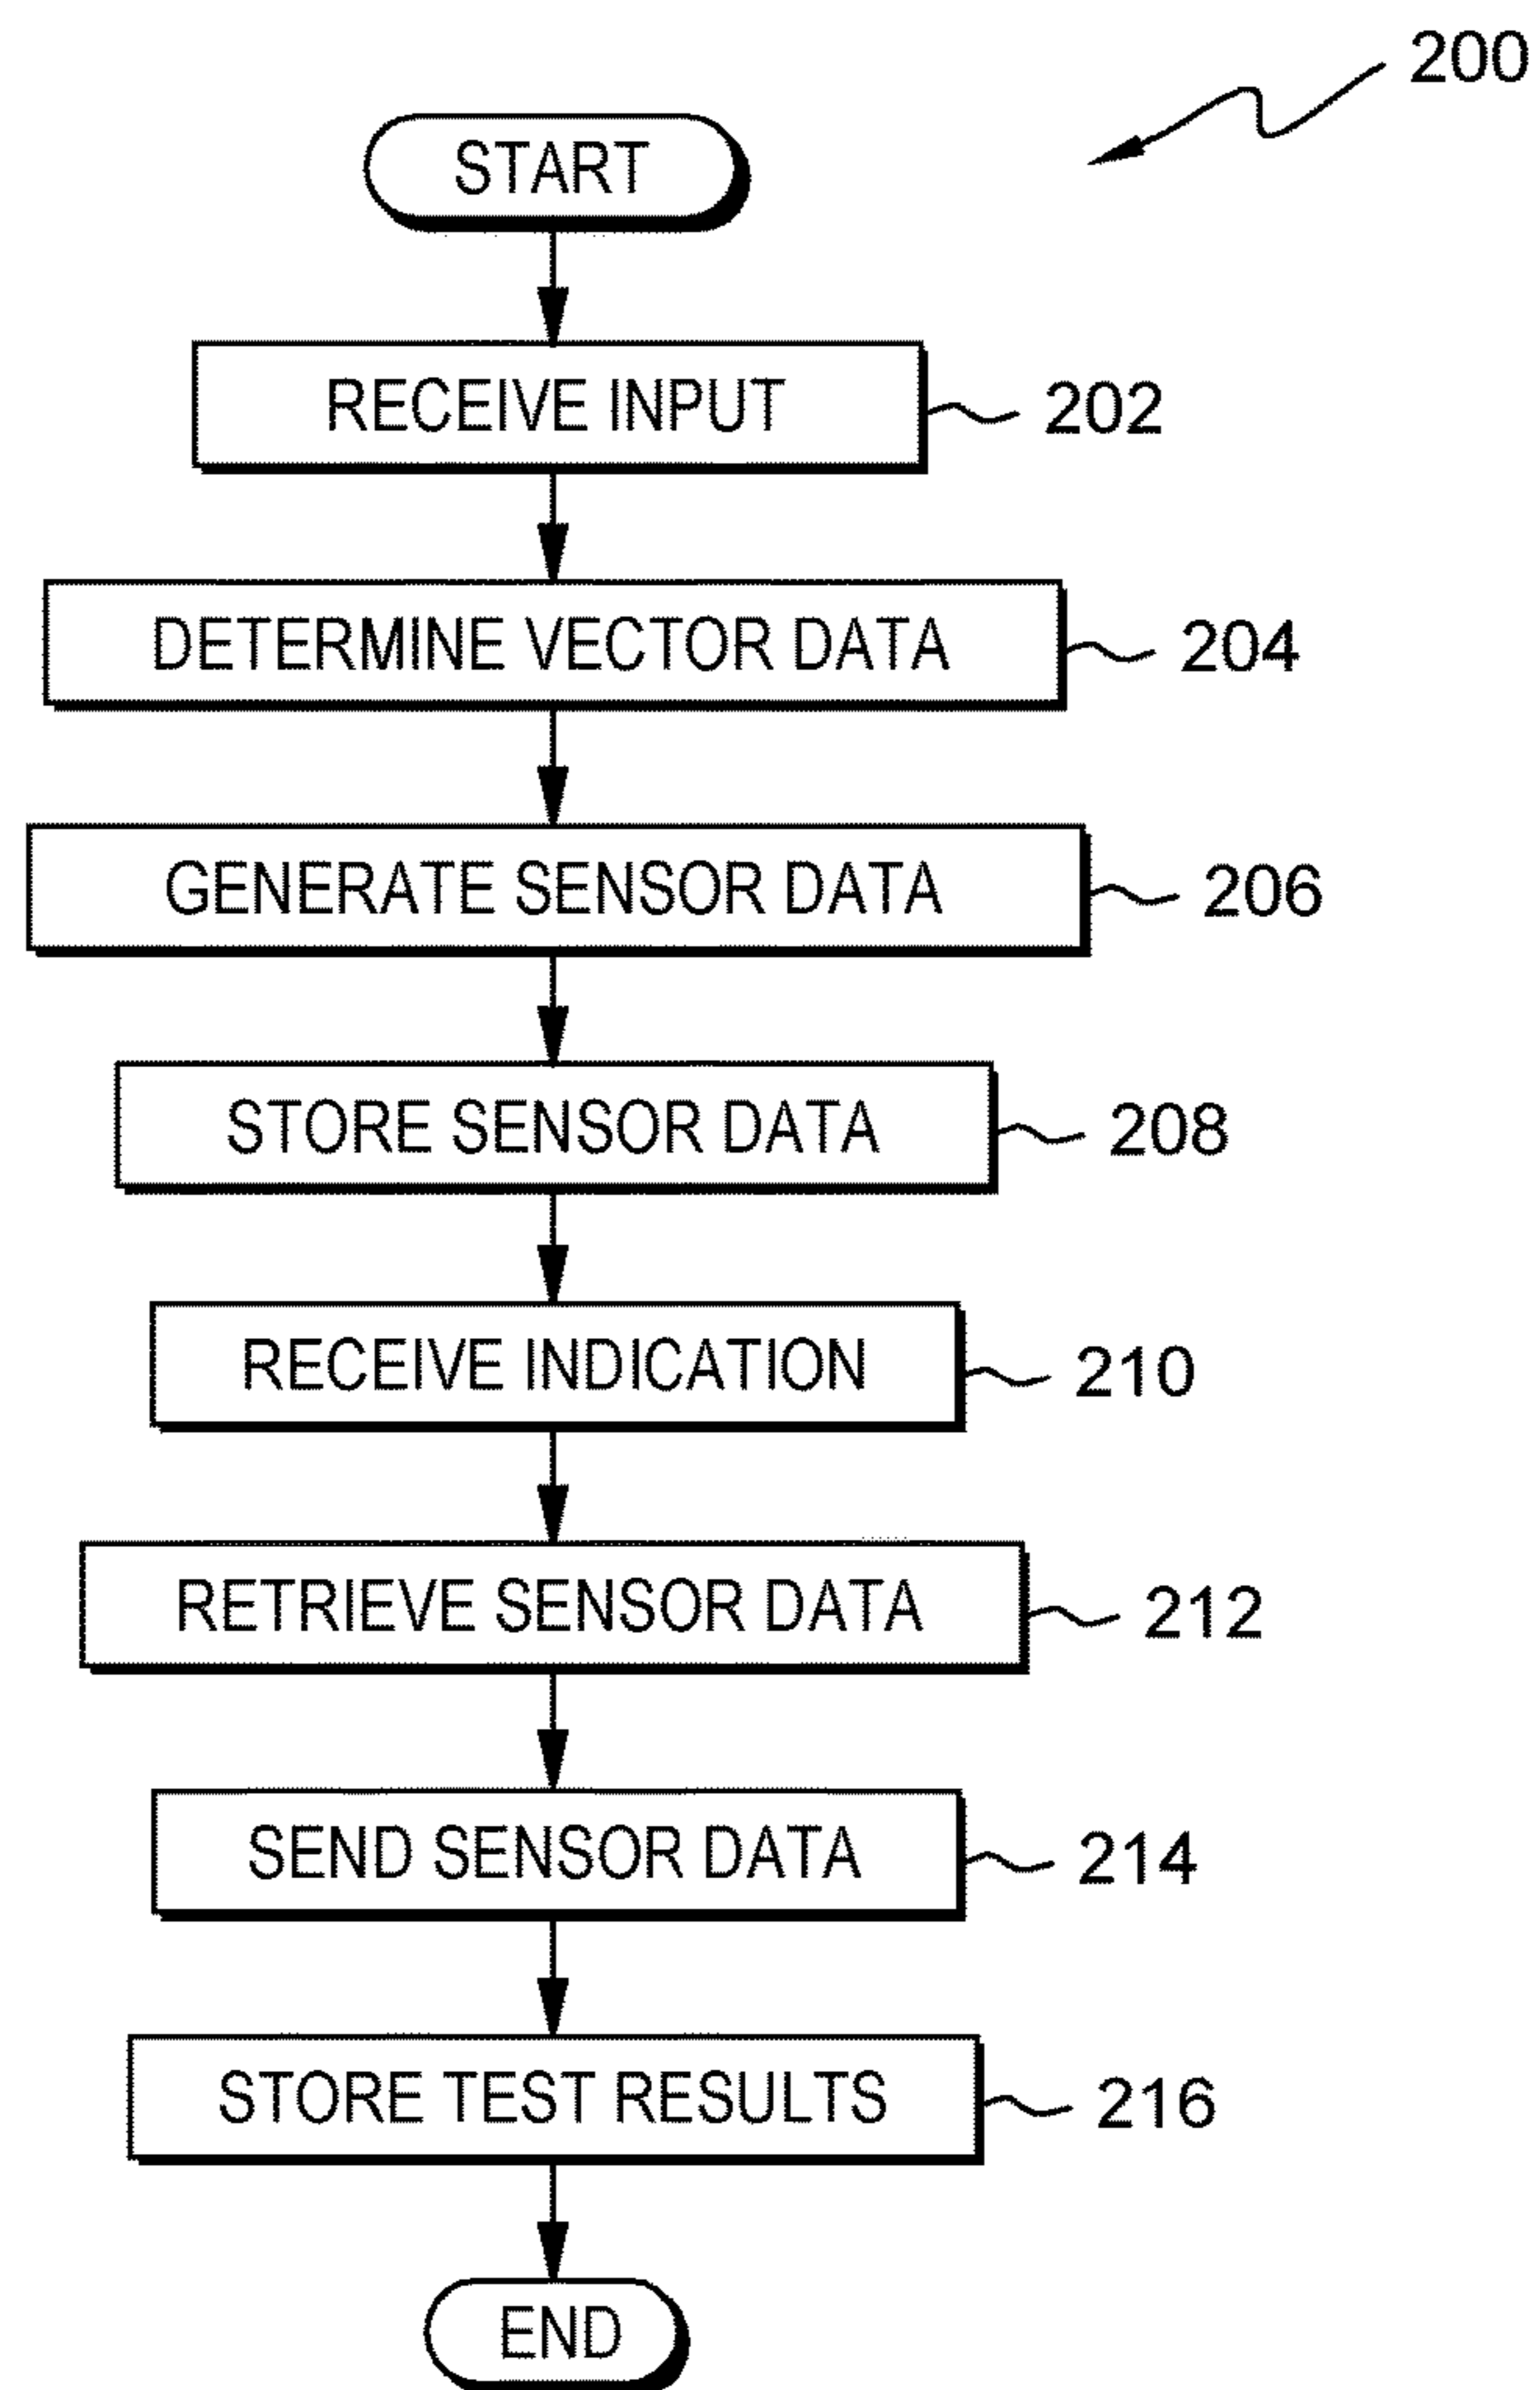 200
START
RECEIVE INPUT
202
DETERMINE VECTOR DATA
204
GENERATE SENSOR DATA
206
STORE SENSOR DATA
208
RECEIVE INDICATION
210
RETRIEVE SENSOR DATA
212
SEND SENSOR DATA
214
STORE TEST RESULTS
216
END